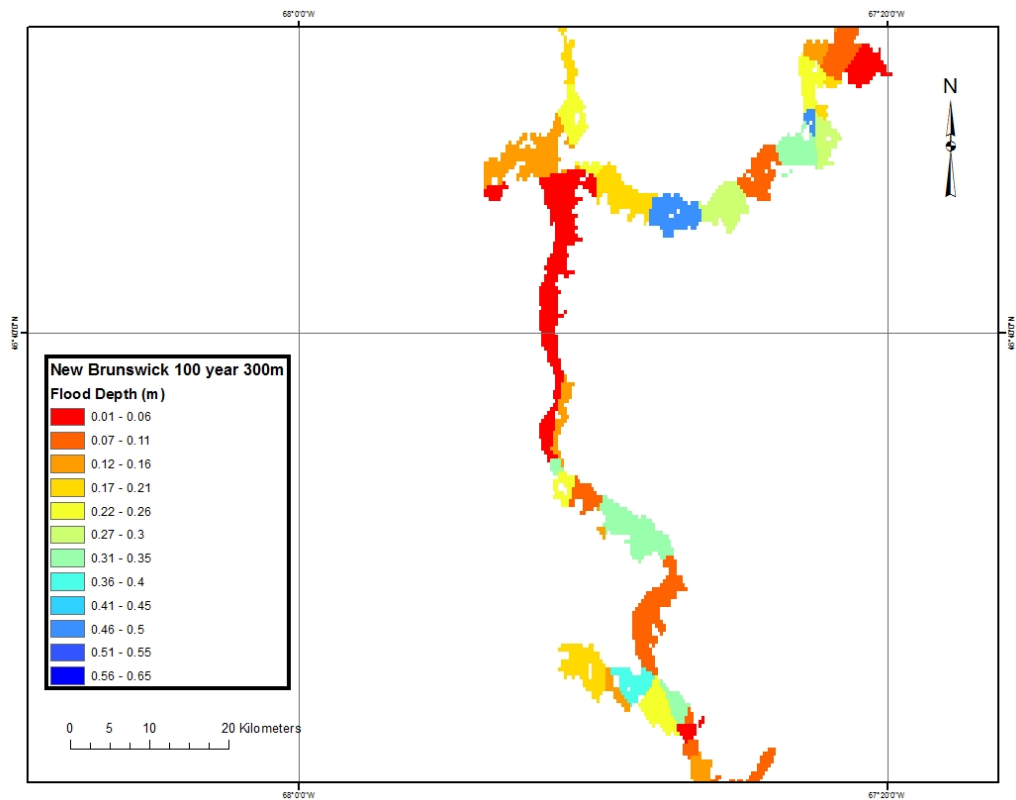 68°0'0"W
67°20'0"W
N
New Brunswick 100 year 300m
Flood Depth (m)
0.01 - 0.06
0.07 - 0.11
0.12 - 0.16
0.17 - 0.21
0.22 - 0.26
0.27 - 0.3
0.31 - 0.35
0.36 - 0.4
0.41 - 0.45
0.46 - 0.5
0.51 - 0.55
0.56 - 0.65
0 5 10 20 Kilometers
68°0'0"W
67°20'0"W